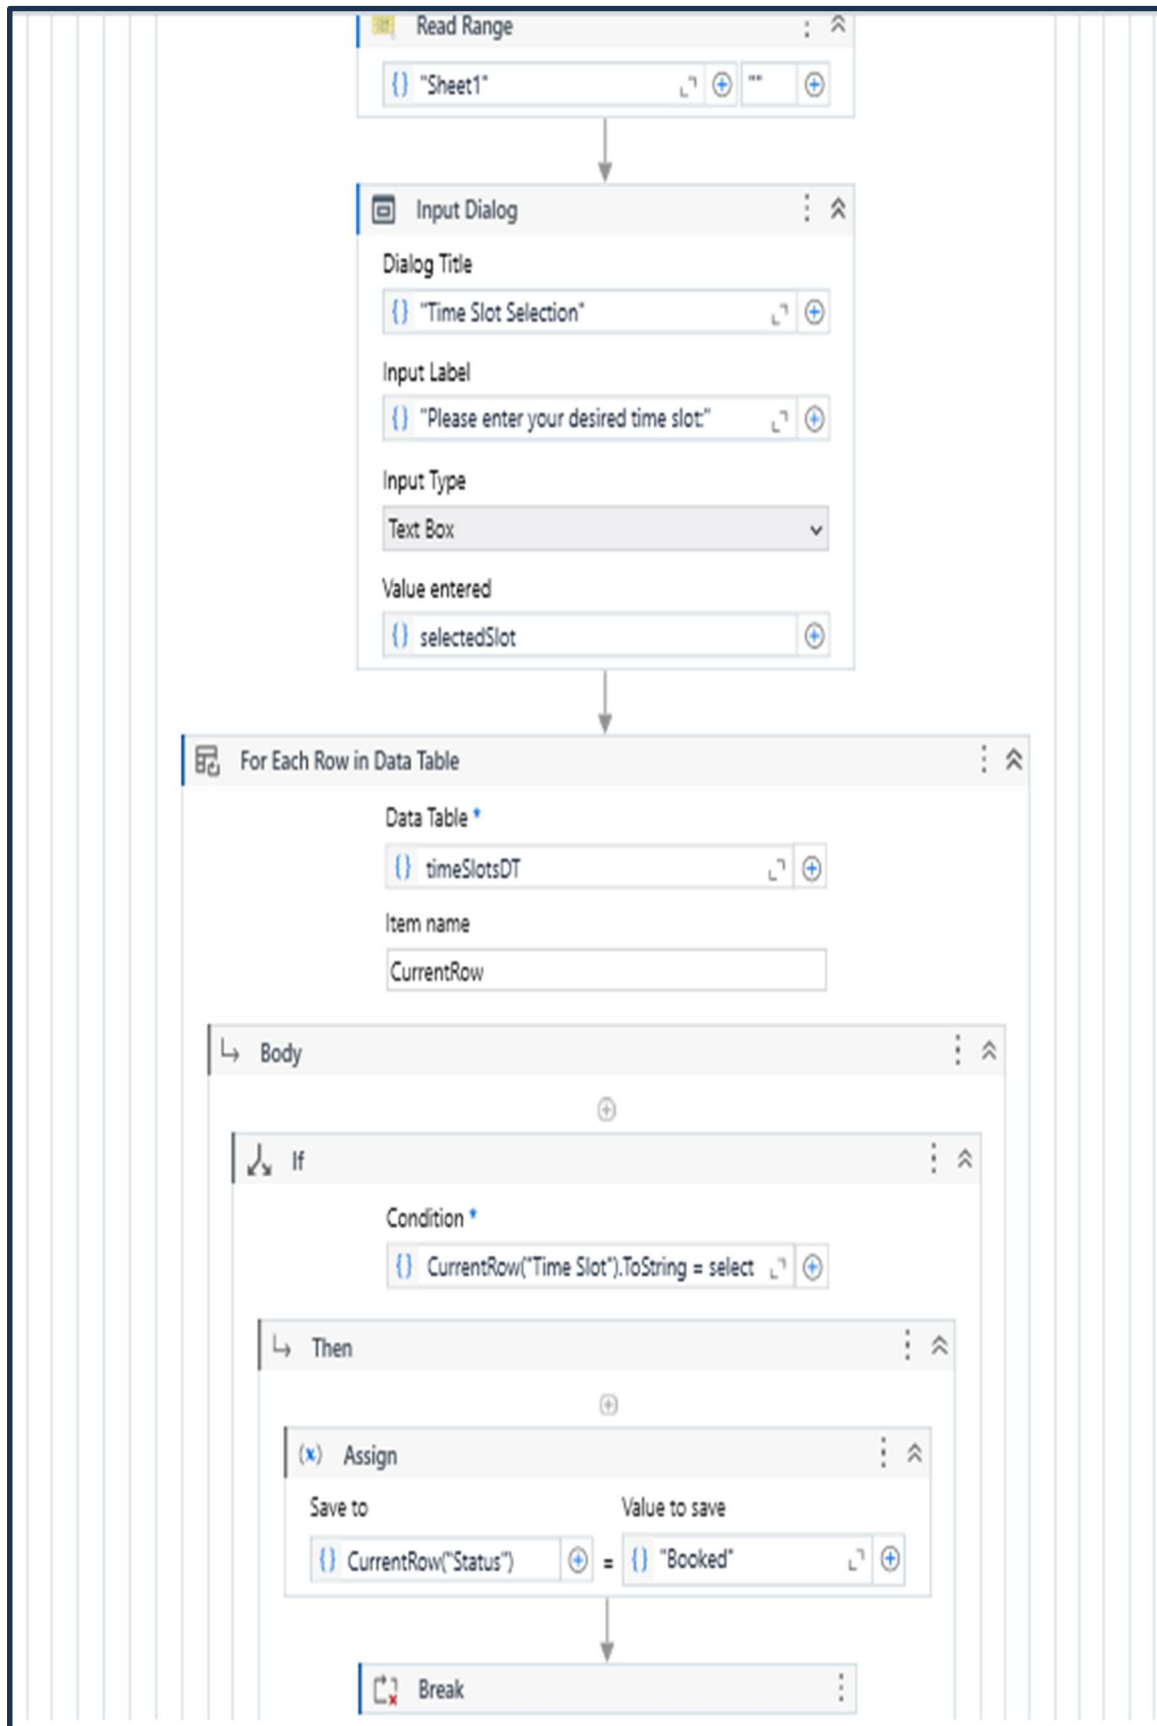 Read Range
"Sheet1" ""
Input Dialog
Dialog Title
"Time Slot Selection"
Input Label
"Please enter your desired time slot:"
Input Type
Text Box
Value entered
selectedSlot
For Each Row in Data Table
Data Table *
timeSlotsDT
Item name
CurrentRow
Body
If
Condition *
CurrentRow("Time Slot").ToString = select
Then
Assign
Save to Value to save
CurrentRow("Status") = "Booked"
Break